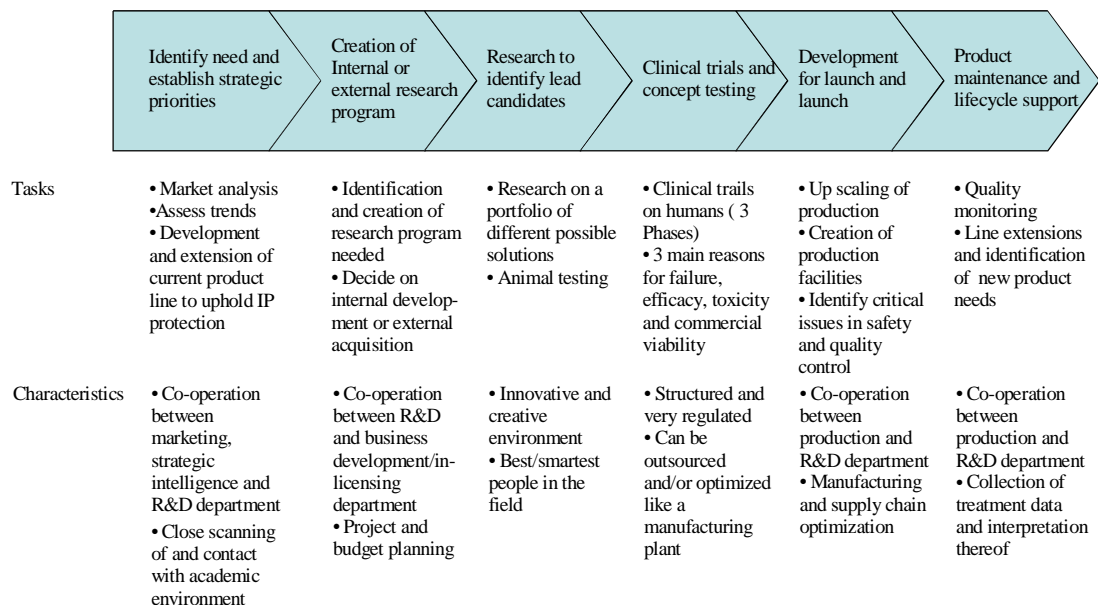 Identify need and
establish strategic
priorities
Creation of
Internal or
external research
program
Research to
identify lead
candidates
Clinical trials and
concept testing
Development
for launch and
launch
Product
maintenance and
lifecycle support
Tasks
• Market analysis
•Assess trends
• Development
and extension of
current product
line to uphold IP
protection
• Identification
and creation of
research program
needed
• Decide on
internal develop-
ment or external
acquisition
• Research on a
portfolio of
different possible
solutions
• Animal testing
• Clinical trails
on humans ( 3
Phases)
• 3 main reasons
for failure,
efficacy, toxicity
and commercial
viability
• Up scaling of
production
• Creation of
production
facilities
• Identify critical
issues in safety
and quality
control
• Quality
monitoring
• Line extensions
and identification
of  new product
needs
Characteristics
• Co-operation
between
marketing,
strategic
intelligence and
R&D department
• Close scanning
of and contact
with academic
environment
• Co-operation
between R&D
and business
development/in-
licensing
department
• Project and
budget planning
• Innovative and
creative
environment
• Best/smartest
people in the
field
• Structured and
very regulated
• Can be
outsourced
and/or optimized
like a
manufacturing
plant
• Co-operation
between
production and
R&D department
• Manufacturing
and supply chain
optimization
• Co-operation
between
production and
R&D department
• Collection of
treatment data
and interpretation
thereof